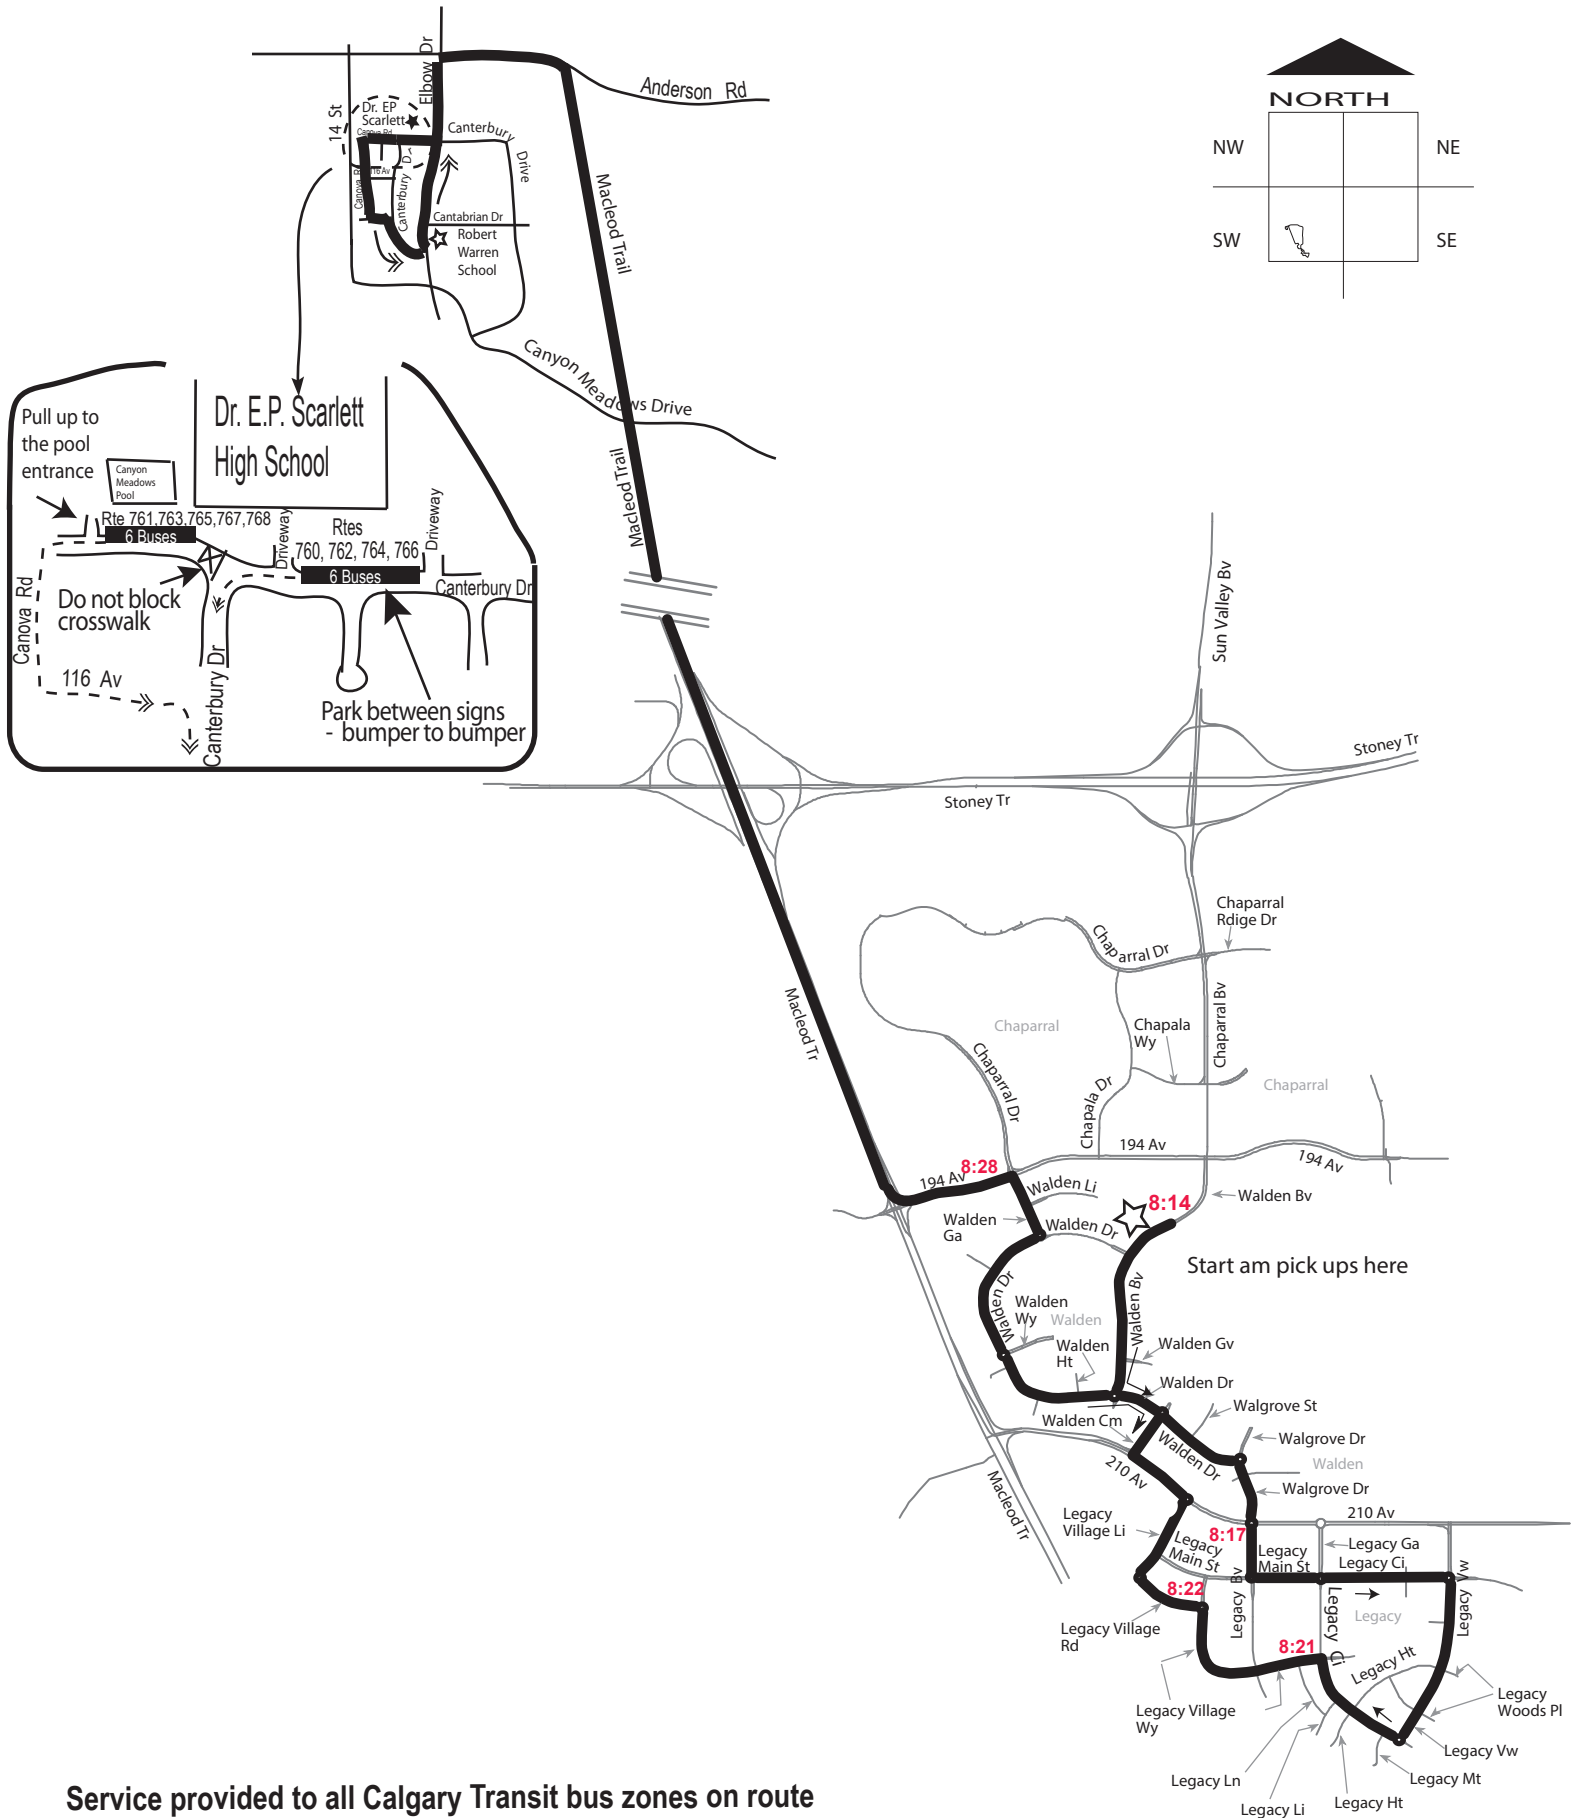 Elbow Dr
Anderson Rd
14 St
Dr. EP
Scarlett
Canova Rd
Canterbury
Drive
116 Av
Canterbury
Cantabrian Dr
Robert
Warren
School
Macleod Trail
Canyon Meadows Drive
Macleod Trail
NORTH
NW
NE
SW
SE
Pull up to
the pool
entrance
Dr. E.P. Scarlett
High School
Canyon
Meadows
Pool
Rte 761,763,765,767,768
6 Buses
Driveway
Rtes
760, 762, 764, 766
6 Buses
Driveway
Canterbury Dr
Do not block
crosswalk
Canova Rd
116 Av
Canterbury Dr
Park between signs
- bumper to bumper
Sun Valley Bv
Stoney Tr
Stoney Tr
Chaparral
Rdige Dr
Chaparral Dr
Macleod Tr
Chaparral
Chapala
Wy
Chaparral Bv
Chaparral Dr
Chapala Dr
Chaparral
194 Av
194 Av
8:28
194 Av
Walden Li
8:14
Walden Bv
Walden
Ga
Walden Dr
Start am pick ups here
Walden Dr
Walden
Wy
Walden
Walden Bv
Walden
Ht
Walden Gv
Walden Dr
Walgrove St
Walden Cm
Walden Dr
Walgrove Dr
Walden
210 Av
Walgrove Dr
Macleod Tr
Legacy
Village Li
210 Av
8:17
Legacy
Main St
Legacy
Main St
Legacy Ga
Legacy Ci
8:22
Legacy Bv
Legacy Ci
Legacy
Legacy Vw
Legacy Village
Rd
8:21
Legacy Ht
Legacy
Woods Pl
Legacy Village
Wy
Legacy Vw
Legacy Ln
Legacy Mt
Legacy Li
Legacy Ht
Service provided to all Calgary Transit bus zones on route